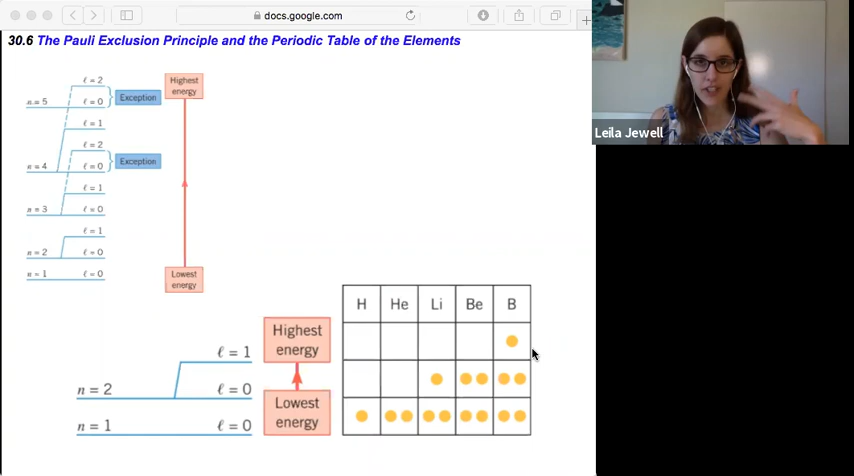 docs.google.com
30.6 The Pauli Exclusion Principle and the Periodic Table of the Elements
Leila Jewell
ℓ = 2
n = 5 ℓ = 0
Exception
ℓ = 1
ℓ = 2
n = 4 ℓ = 0
Exception
ℓ = 1
n = 3 ℓ = 0
ℓ = 1
n = 2 ℓ = 0
n = 1 ℓ = 0
Highest
energy
Lowest
energy
ℓ = 1
n = 2 ℓ = 0
n = 1 ℓ = 0
Highest
energy
Lowest
energy
H He Li Be B